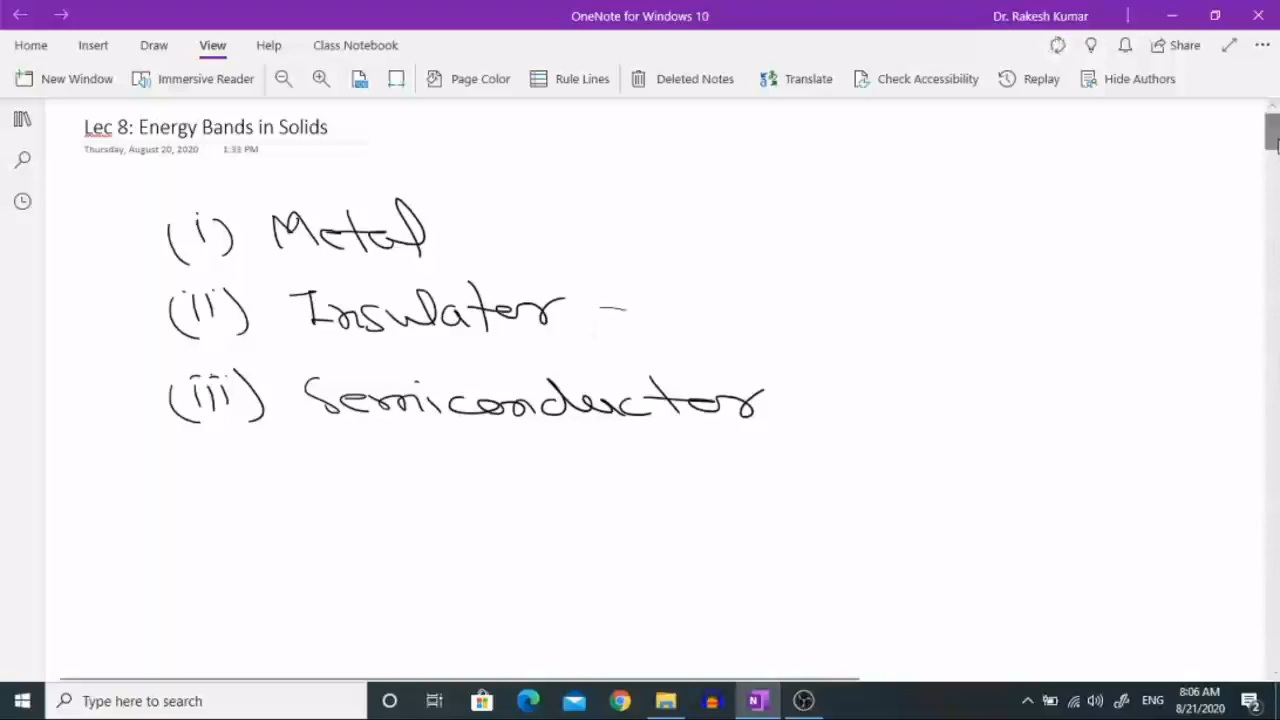 OneNote for Windows 10
Dr. Rakesh Kumar
Home Insert Draw View Help Class Notebook Share
New Window Immersive Reader Page Color Rule Lines Deleted Notes Translate Check Accessibility Replay Hide Authors
Lec 8: Energy Bands in Solids
Thursday, August 20, 2020 1:33 PM
(i) Metal
(ii) Insulator -
(iii) Semiconductor
Type here to search
ENG
8:06 AM
8/21/2020
2